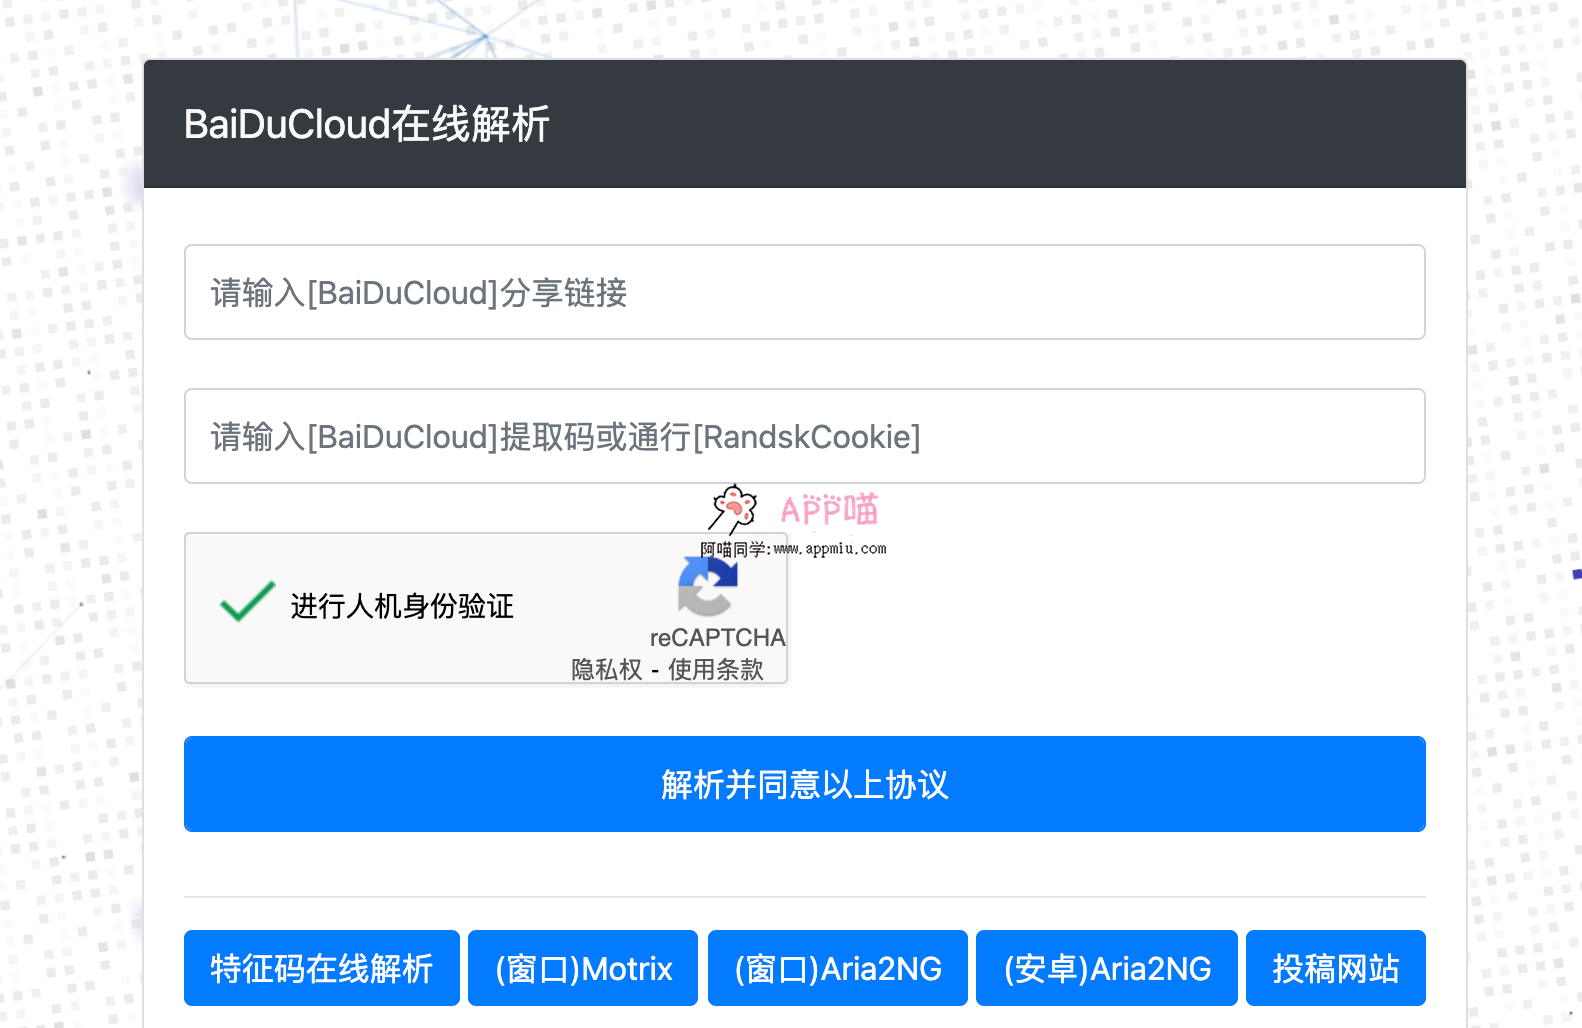 BaiDuCloud在线解析
请输入[BaiDuCloud]分享链接
请输入[BaiDuCloud]提取码或通行[RandskCookie]
APP喵
阿喵同学:www.appmiu.com
进行人机身份验证
reCAPTCHA
隐私权 - 使用条款
解析并同意以上协议
特征码在线解析 (窗口)Motrix (窗口)Aria2NG (安卓)Aria2NG 投稿网站